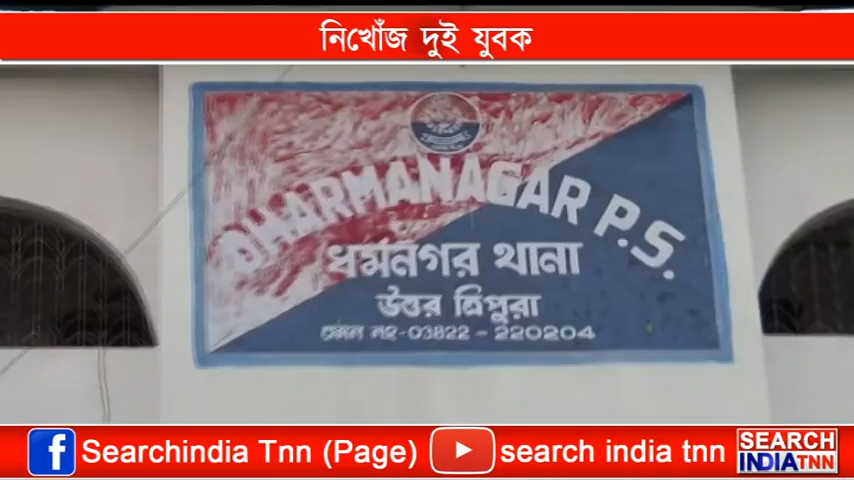 নিখোঁজ দুই যুবক
DHARMANAGAR P.S.
ধর্মনগর থানা
উত্তর ত্রিপুরা
ফোন নং-03822 - 220204
Searchindia Tnn (Page)
search india tnn
SEARCH
INDIATNN